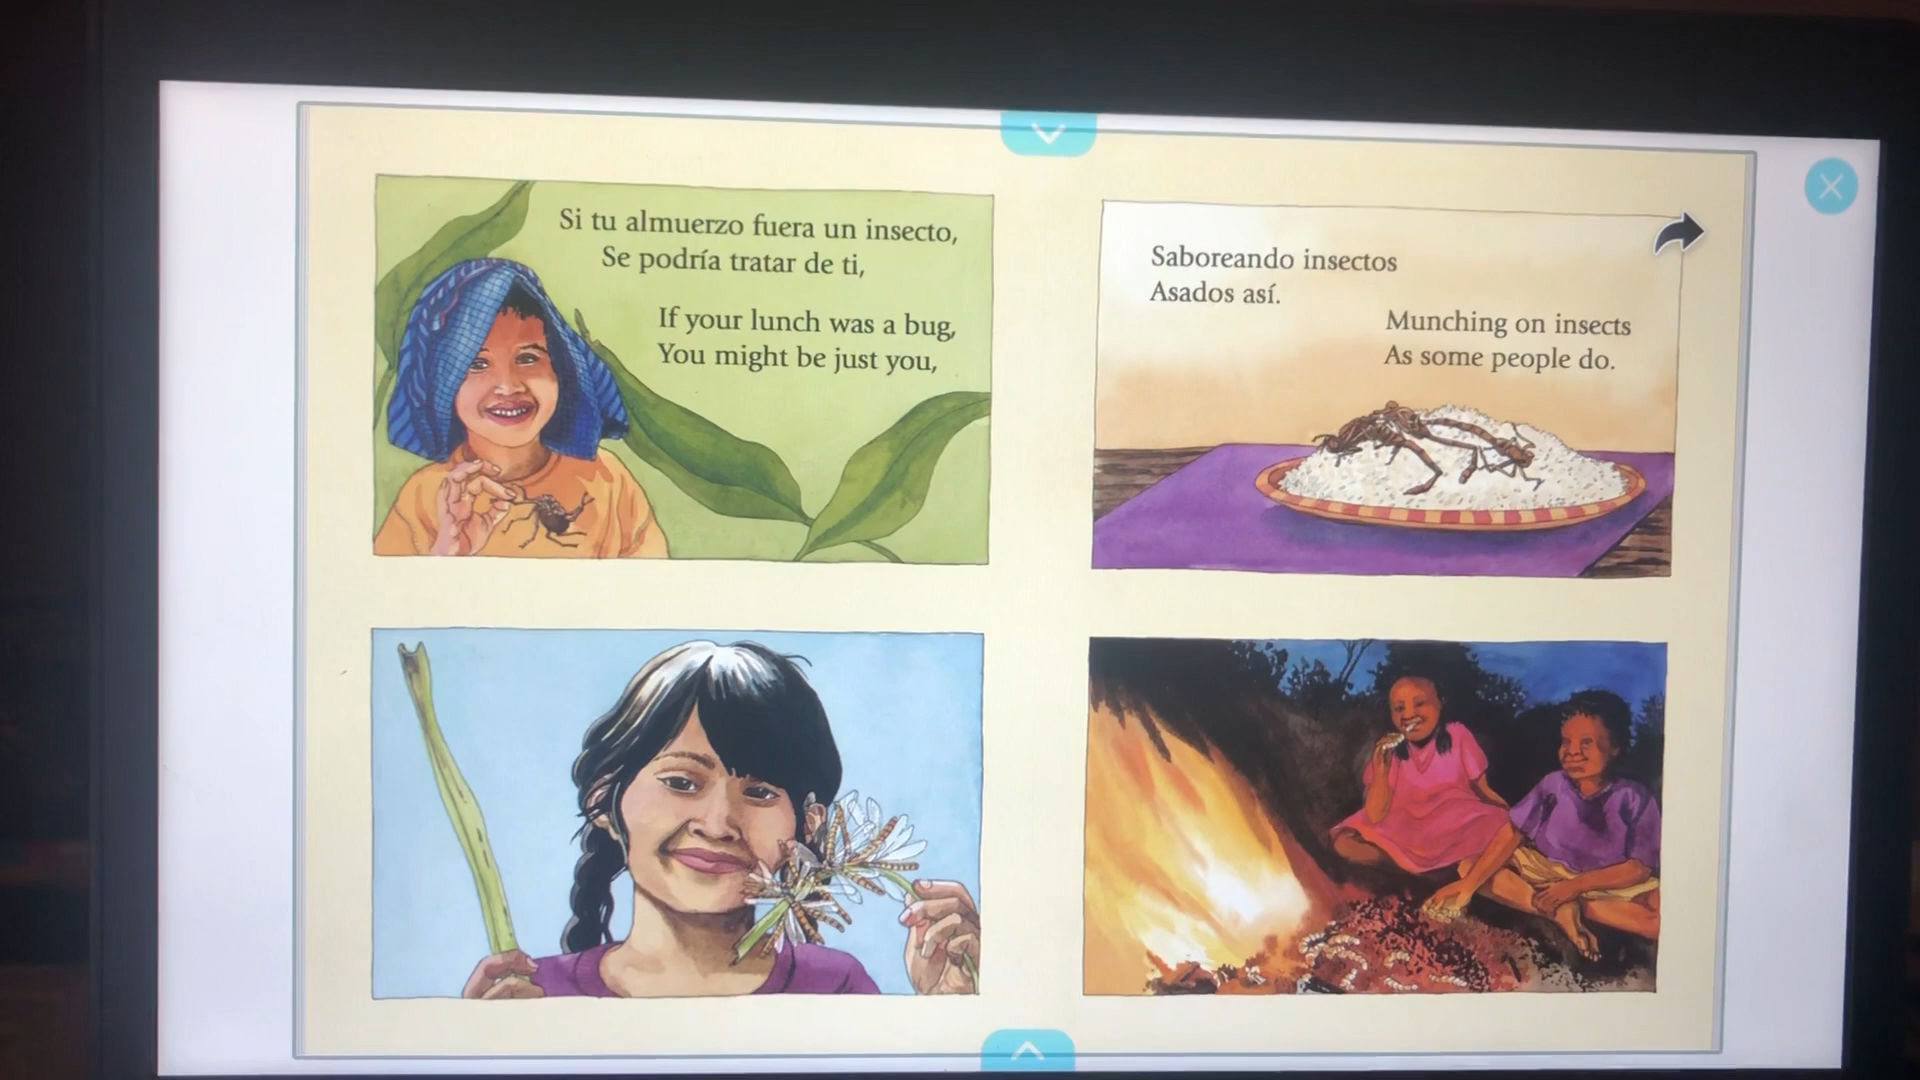 Si tu almuerzo fuera un insecto,
Se podría tratar de ti,
If your lunch was a bug,
You might be just you,
Saboreando insectos
Asados así.
Munching on insects
As some people do.